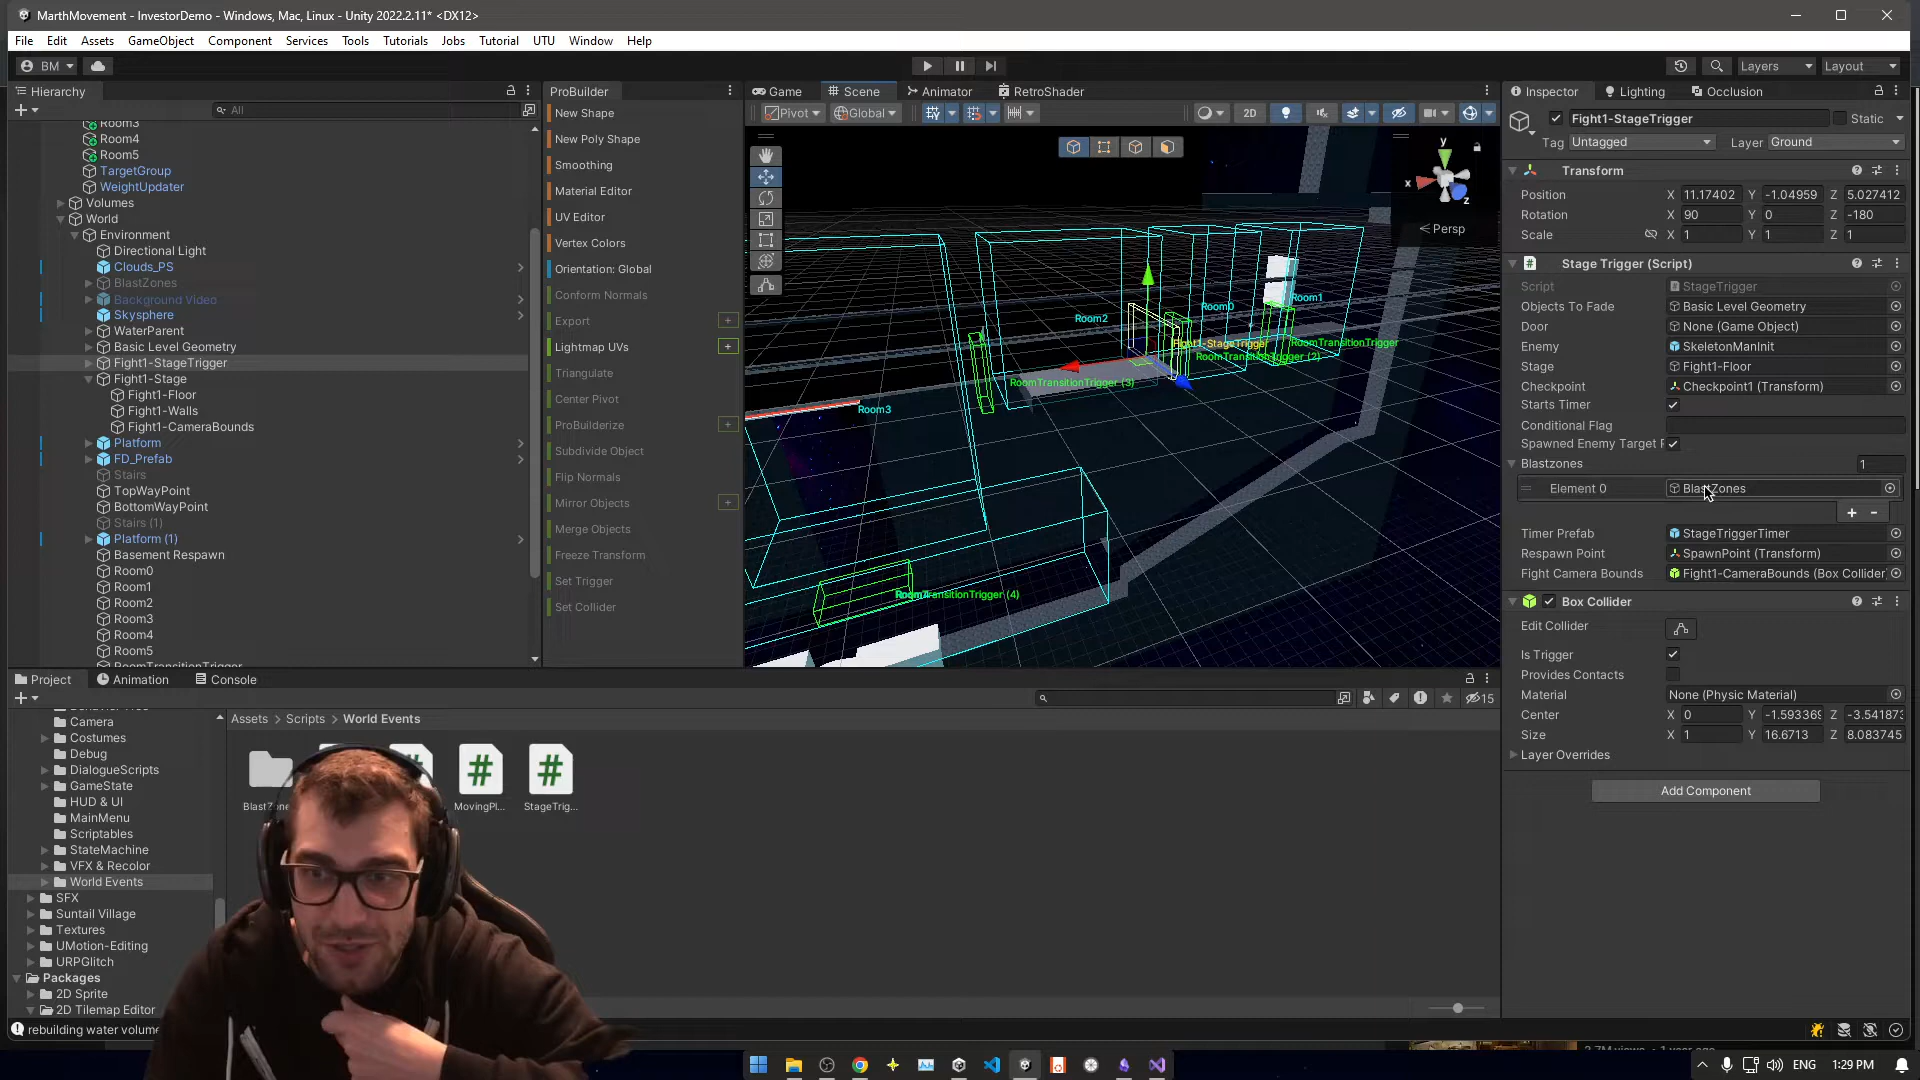 MarthMovement - InvestorDemo - Windows, Mac, Linux - Unity 2022.2.11* <DX12>
File Edit Assets GameObject Component Services Tools Tutorials Jobs Tutorial UTU Window Help
BM Layers Layout
Hierarchy
All
Room3
Room4
Room5
TargetGroup
WeightUpdater
Volumes
World
Environment
Directional Light
Clouds_PS
BlastZones
Background Video
Skysphere
WaterParent
Basic Level Geometry
Fight1-StageTrigger
Fight1-Stage
Fight1-Floor
Fight1-Walls
Fight1-CameraBounds
Platform
FD_Prefab
Stairs
TopWayPoint
BottomWayPoint
Stairs (1)
Platform (1)
Basement Respawn
Room0
Room1
Room2
Room3
Room4
Room5
RoomTransitionTrigger
ProBuilder
New Shape
New Poly Shape
Smoothing
Material Editor
UV Editor
Vertex Colors
Orientation: Global
Conform Normals
Export
Lightmap UVs
Triangulate
Center Pivot
ProBuilderize
Subdivide Object
Flip Normals
Mirror Objects
Merge Objects
Freeze Transform
Set Trigger
Set Collider
Game Scene Animator RetroShader
Pivot Global 2D
y
x
z
Persp
Room0
Room1
Room2
Fight1-StageTrigger
RoomTransitionTrigger
RoomTransitionTrigger (2)
RoomTransitionTrigger (3)
Room3
TransitionTrigger (4)
Inspector Lighting Occlusion
Fight1-StageTrigger Static
Tag Untagged Layer Ground
Transform
Position X 11.17402 Y -1.04959 Z 5.027412
Rotation X 90 Y 0 Z -180
Scale X 1 Y 1 Z 1
Stage Trigger (Script)
Script StageTrigger
Objects To Fade Basic Level Geometry
Door None (Game Object)
Enemy SkeletonManInit
Stage Fight1-Floor
Checkpoint Checkpoint1 (Transform)
Starts Timer
Conditional Flag
Spawned Enemy Target F
Blastzones 1
Element 0 BlastZones
Timer Prefab StageTriggerTimer
Respawn Point SpawnPoint (Transform)
Fight Camera Bounds Fight1-CameraBounds (Box Collider
Box Collider
Edit Collider
Is Trigger
Provides Contacts
Material None (Physic Material)
Center X 0 Y -1.593369 Z -3.541873
Size X 1 Y 16.6713 Z 8.083745
Layer Overrides
Add Component
Project Animation Console
15
Camera
Costumes
Debug
DialogueScripts
GameState
HUD & UI
MainMenu
Scriptables
StateMachine
VFX & Recolor
World Events
SFX
Suntail Village
Textures
UMotion-Editing
URPGlitch
Packages
2D Sprite
2D Tilemap Editor
Assets > Scripts > World Events
MovingPl... StageTrig...
rebuilding water volume
ENG 1:29 PM